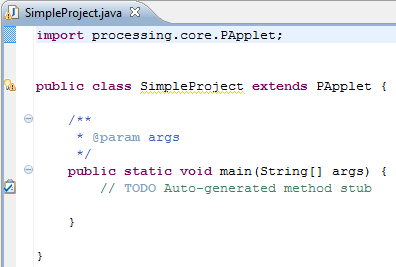 SimpleProject.java
import processing.core.PApplet;
public class SimpleProject extends PApplet {
/**
* @param args
*/
public static void main(String[] args) {
// TODO Auto-generated method stub
}
}